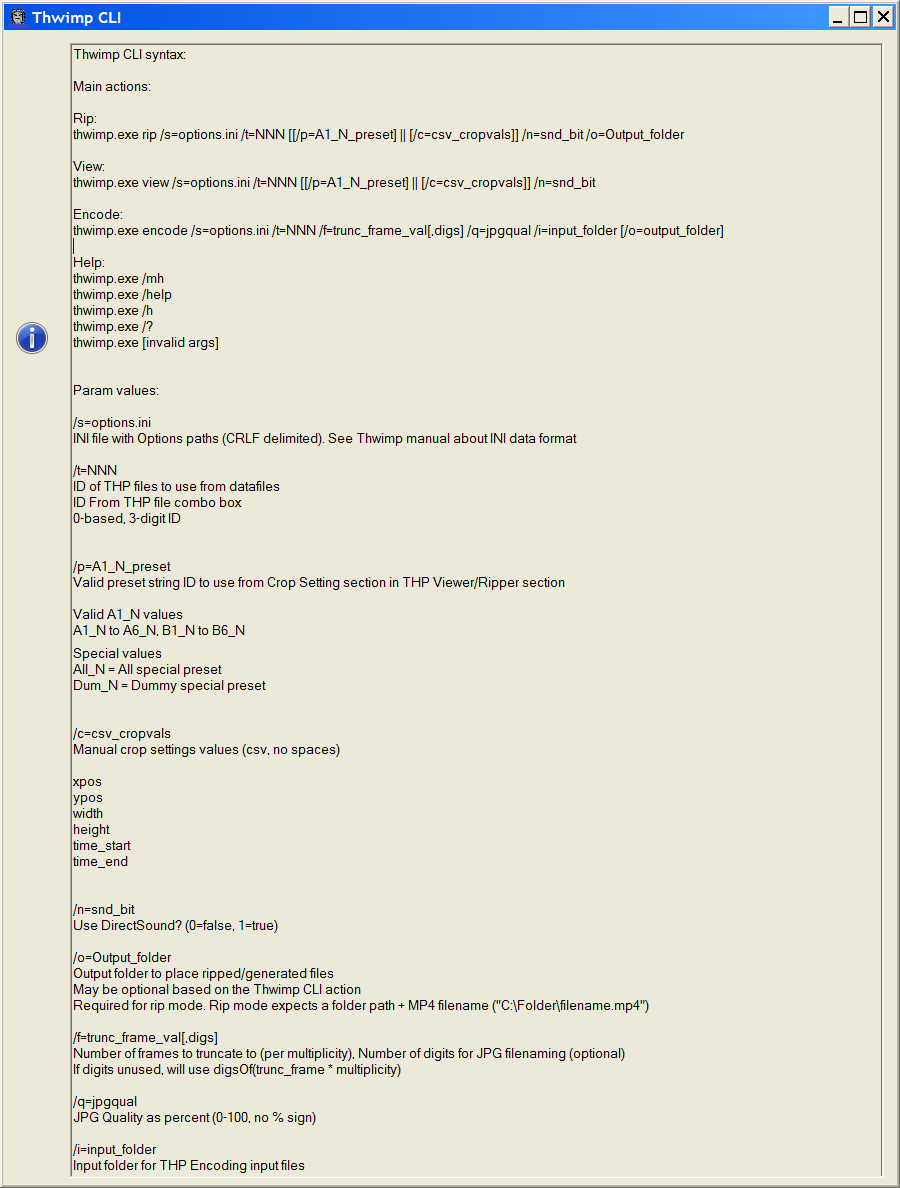 Thwimp CLI
Thwimp CLI syntax:
Main actions:
Rip:
thwimp.exe rip /s=options.ini /t=NNN [[/p=A1_N_preset] || [/c=csv_cropvals]] /n=snd_bit /o=Output_folder
View:
thwimp.exe view /s=options.ini /t=NNN [[/p=A1_N_preset] || [/c=csv_cropvals]] /n=snd_bit
Encode:
thwimp.exe encode /s=options.ini /t=NNN /f=trunc_frame_val[,digs] /q=jpgqual /i=input_folder [/o=output_folder]
Help:
thwimp.exe /mh
thwimp.exe /help
thwimp.exe /h
thwimp.exe /?
thwimp.exe [invalid args]
Param values:
/s=options.ini
INI file with Options paths (CRLF delimited). See Thwimp manual about INI data format
/t=NNN
ID of THP files to use from datafiles
ID From THP file combo box
0-based, 3-digit ID
/p=A1_N_preset
Valid preset string ID to use from Crop Setting section in THP Viewer/Ripper section
Valid A1_N values
A1_N to A6_N, B1_N to B6_N
Special values
All_N = All special preset
Dum_N = Dummy special preset
/c=csv_cropvals
Manual crop settings values (csv, no spaces)
xpos
ypos
width
height
time_start
time_end
/n=snd_bit
Use DirectSound? (0=false, 1=true)
/o=Output_folder
Output folder to place ripped/generated files
May be optional based on the Thwimp CLI action
Required for rip mode. Rip mode expects a folder path + MP4 filename ("C:\Folder\filename.mp4")
/f=trunc_frame_val[,digs]
Number of frames to truncate to (per multiplicity), Number of digits for JPG filenaming (optional)
If digits unused, will use digsOf(trunc_frame * multiplicity)
/q=jpgqual
JPG Quality as percent (0-100, no % sign)
/i=input_folder
Input folder for THP Encoding input files